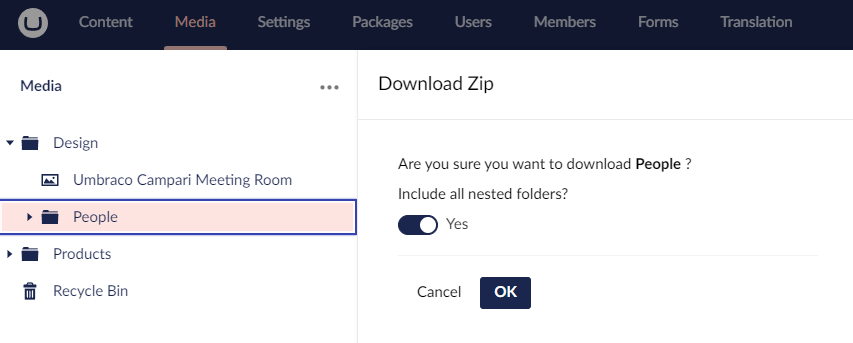 Content Media Settings Packages Users Members Forms Translation
Media
Design
Umbraco Campari Meeting Room
People
Products
Recycle Bin
Download Zip
Are you sure you want to download People ?
Include all nested folders?
Yes
Cancel OK